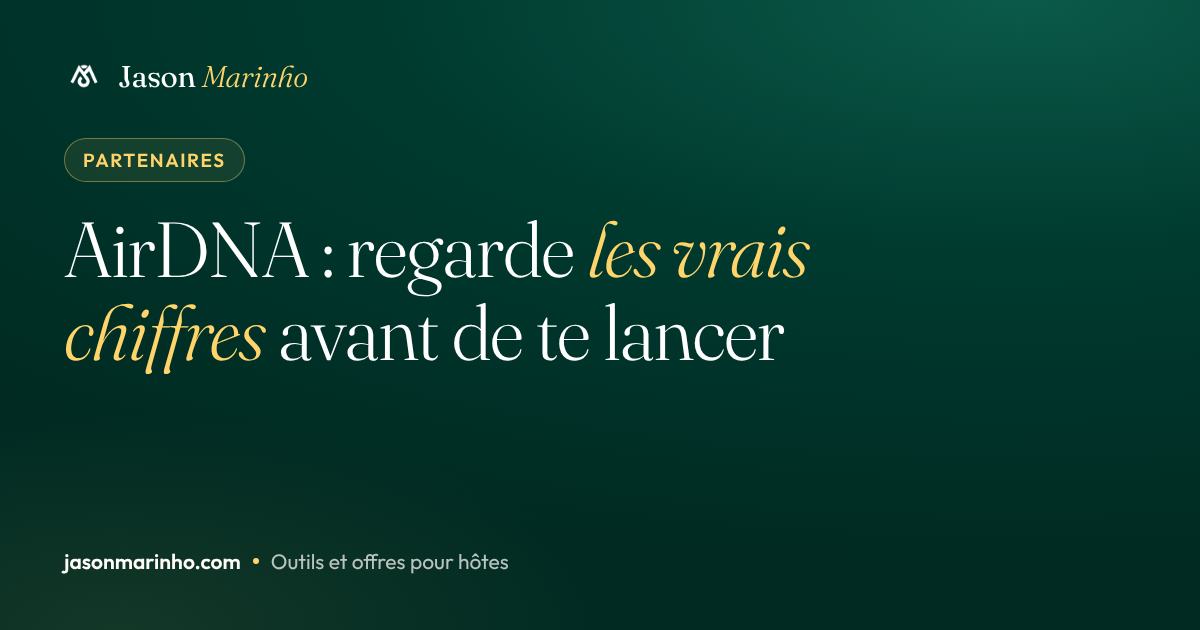 Jason Marinho
PARTENAIRES
AirDNA : regarde les vrais
chiffres avant de te lancer
jasonmarinho.com • Outils et offres pour hôtes